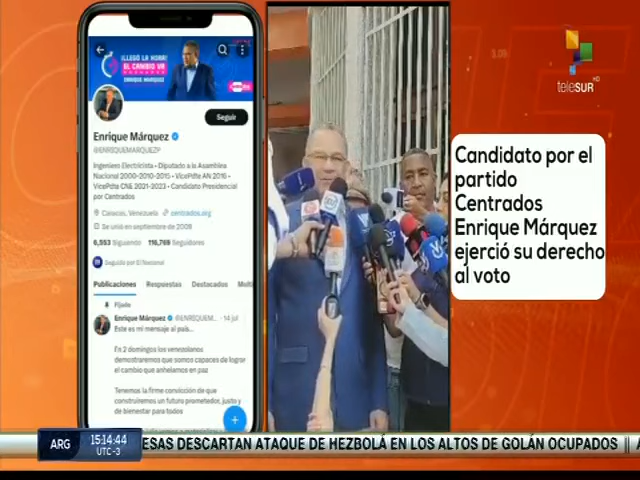 ¡LLEGÓ LA HORA!
EL CAMBIO VA
ENRIQUE MÁRQUEZ
Seguir
Enrique Márquez
@ENRIQUEMARQUEZP
Ingeniero Electricista - Diputado a la Asamblea
Nacional 2000-2010-2015 - VicePdte AN 2016 -
VicePdte CNE 2021-2023 - Candidato Presidencial
por Centrados
Caracas, Venezuela
centrados.org
Se unió en septiembre de 2009
6,553 Siguiendo 116,769 Seguidores
Seguido por El Nacional
Publicaciones Respuestas Destacados
Fijado
Enrique Márquez @ENRIQUEM... · 14 jul
Este es mi mensaje al país...
En 2 domingos los venezolanos
demostraremos que somos capaces de lograr
el cambio que anhelamos en paz
Tenemos la firme convicción de que
construiremos un futuro prometedor, justo y
de bienestar para todos
teleSUR HD
Candidato por el
partido
Centrados
Enrique Márquez
ejerció su derecho
al voto
ARG 15:14:44
UTC-3
ESAS DESCARTAN ATAQUE DE HEZBOLÁ EN LOS ALTOS DE GOLÁN OCUPADOS